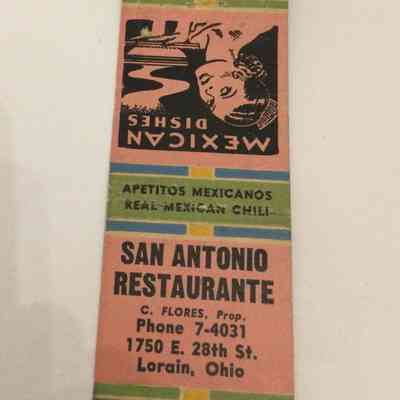 MEXICAN
DISHES
APETITOS MEXICANOS
REAL MEXICAN CHILI
SAN ANTONIO
RESTAURANTE
C. FLORES, Prop.
Phone 7-4031
1750 E. 28th St.
Lorain, Ohio